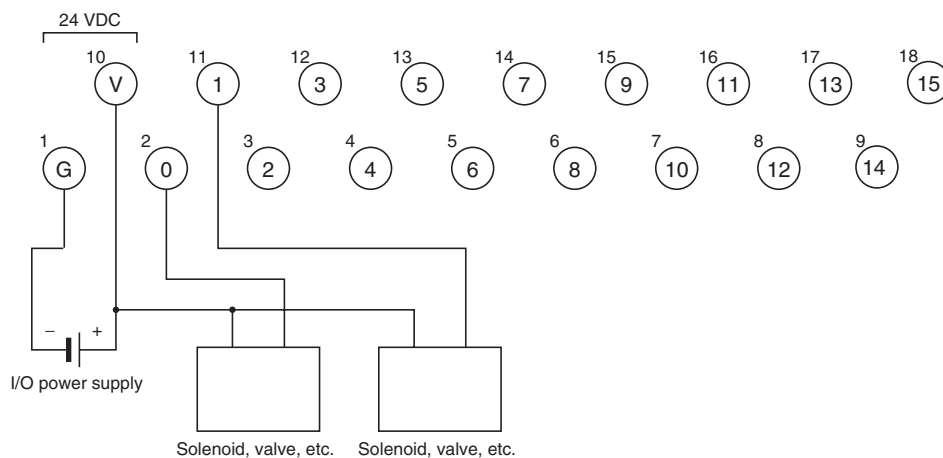 24 VDC
10 11 12 13 14 15 16 17 18
V 1 3 5 7 9 11 13 15
1 2 3 4 5 6 7 8 9
G 0 2 4 6 8 10 12 14
– +
I/O power supply
Solenoid, valve, etc. Solenoid, valve, etc.